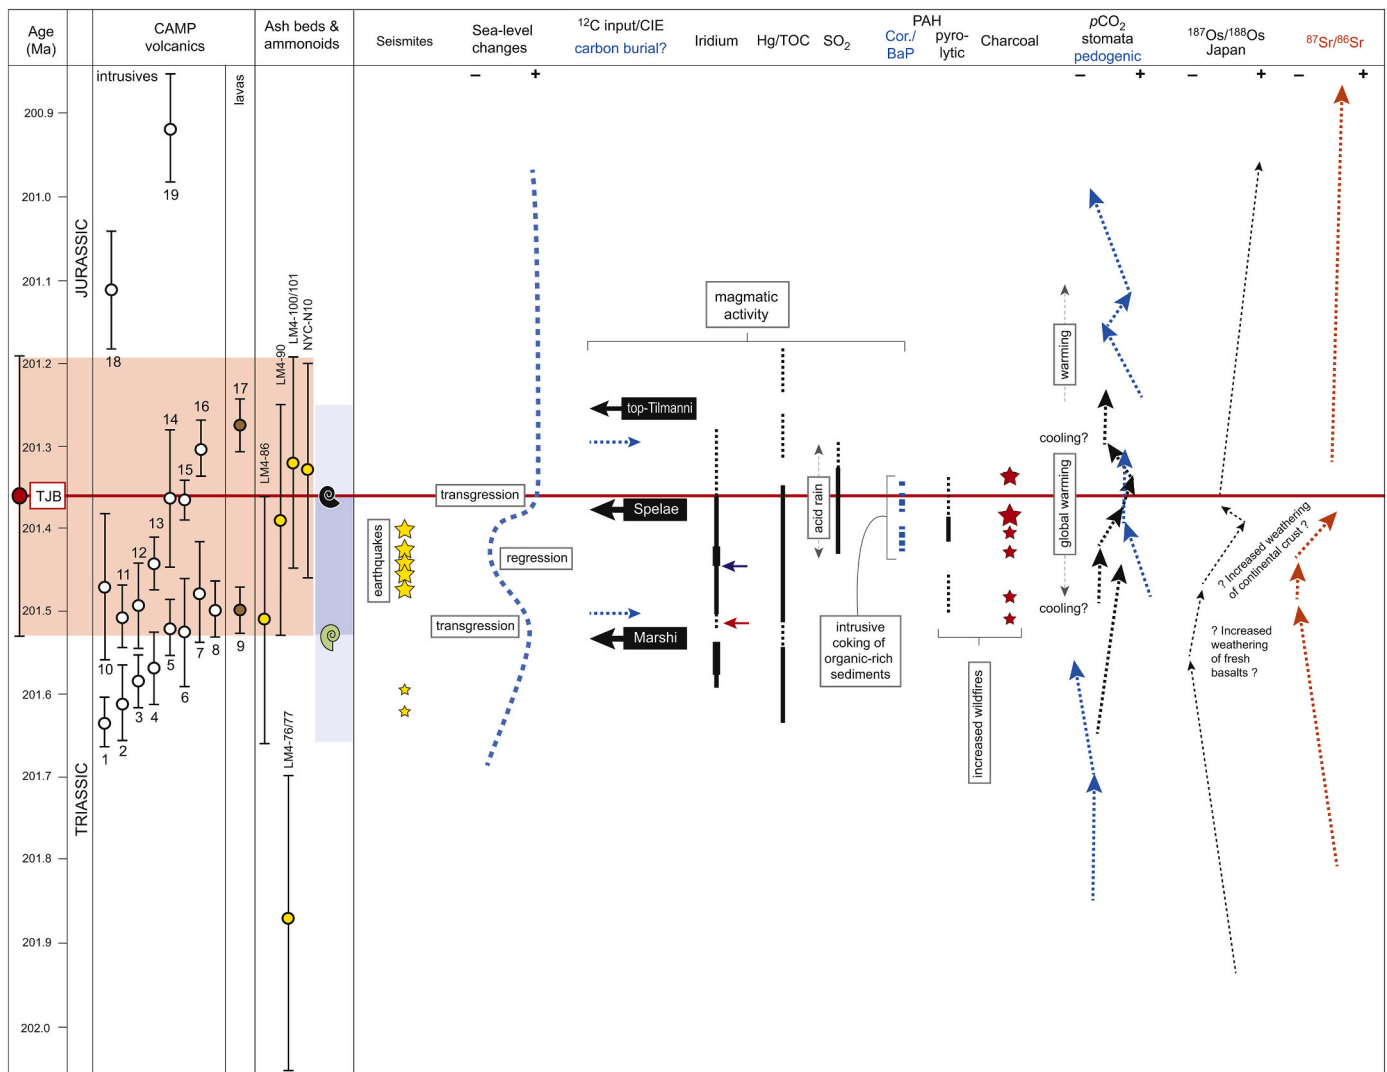 Age
(Ma)
CAMP
volcanics
Ash beds &
ammonoids
Seismites
Sea-level
changes
12C input/CIE
carbon burial?
Iridium
Hg/TOC
SO2
PAH
Cor./
BaP
pyro-
lytic
Charcoal
pCO2
stomata
pedogenic
187Os/188Os
Japan
87Sr/86Sr
intrusives
lavas
– +
– +
– +
– +
200.9
201.0
201.1
201.2
201.3
201.4
201.5
201.6
201.7
201.8
201.9
202.0
JURASSIC
TRIASSIC
TJB
19
18
17
16
14
15
13
12
11
10
9
8
7
6
5
4
3
2
1
LM4-100/101
NYC-N10
LM4-90
LM4-86
LM4-76/77
earthquakes
transgression
regression
transgression
magmatic
activity
top-Tilmanni
Spelae
Marshi
acid rain
intrusive
coking of
organic-rich
sediments
increased wildfires
warming
cooling?
global warming
cooling?
? Increased weathering
of continental crust ?
? Increased
weathering
of fresh
basalts ?